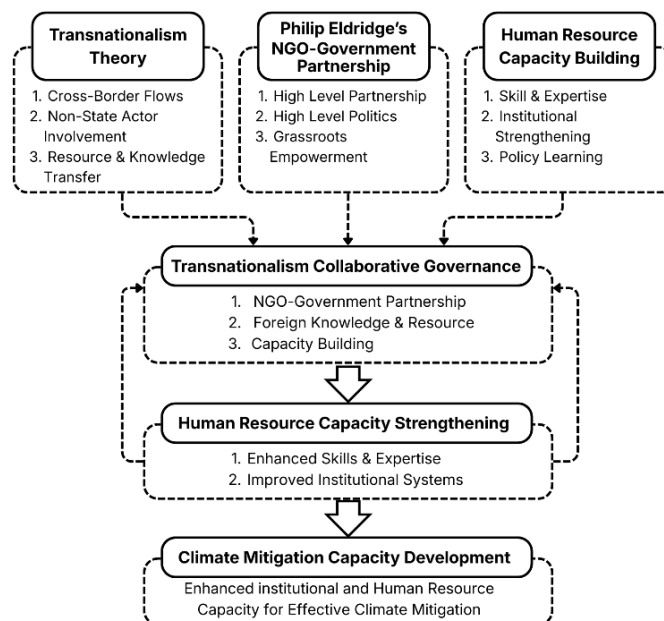 Transnationalism
Theory
1. Cross-Border Flows
2. Non-State Actor
Involvement
3. Resource & Knowledge
Transfer
Philip Eldridge's
NGO-Government
Partnership
1. High Level Partnership
2. High Level Politics
3. Grassroots
Empowerment
Human Resource
Capacity Building
1. Skill & Expertise
2. Institutional
Strengthening
3. Policy Learning
Transnationalism Collaborative Governance
1. NGO-Government Partnership
2. Foreign Knowledge & Resource
3. Capacity Building
Human Resource Capacity Strengthening
1. Enhanced Skills & Expertise
2. Improved Institutional Systems
Climate Mitigation Capacity Development
Enhanced institutional and Human Resource
Capacity for Effective Climate Mitigation